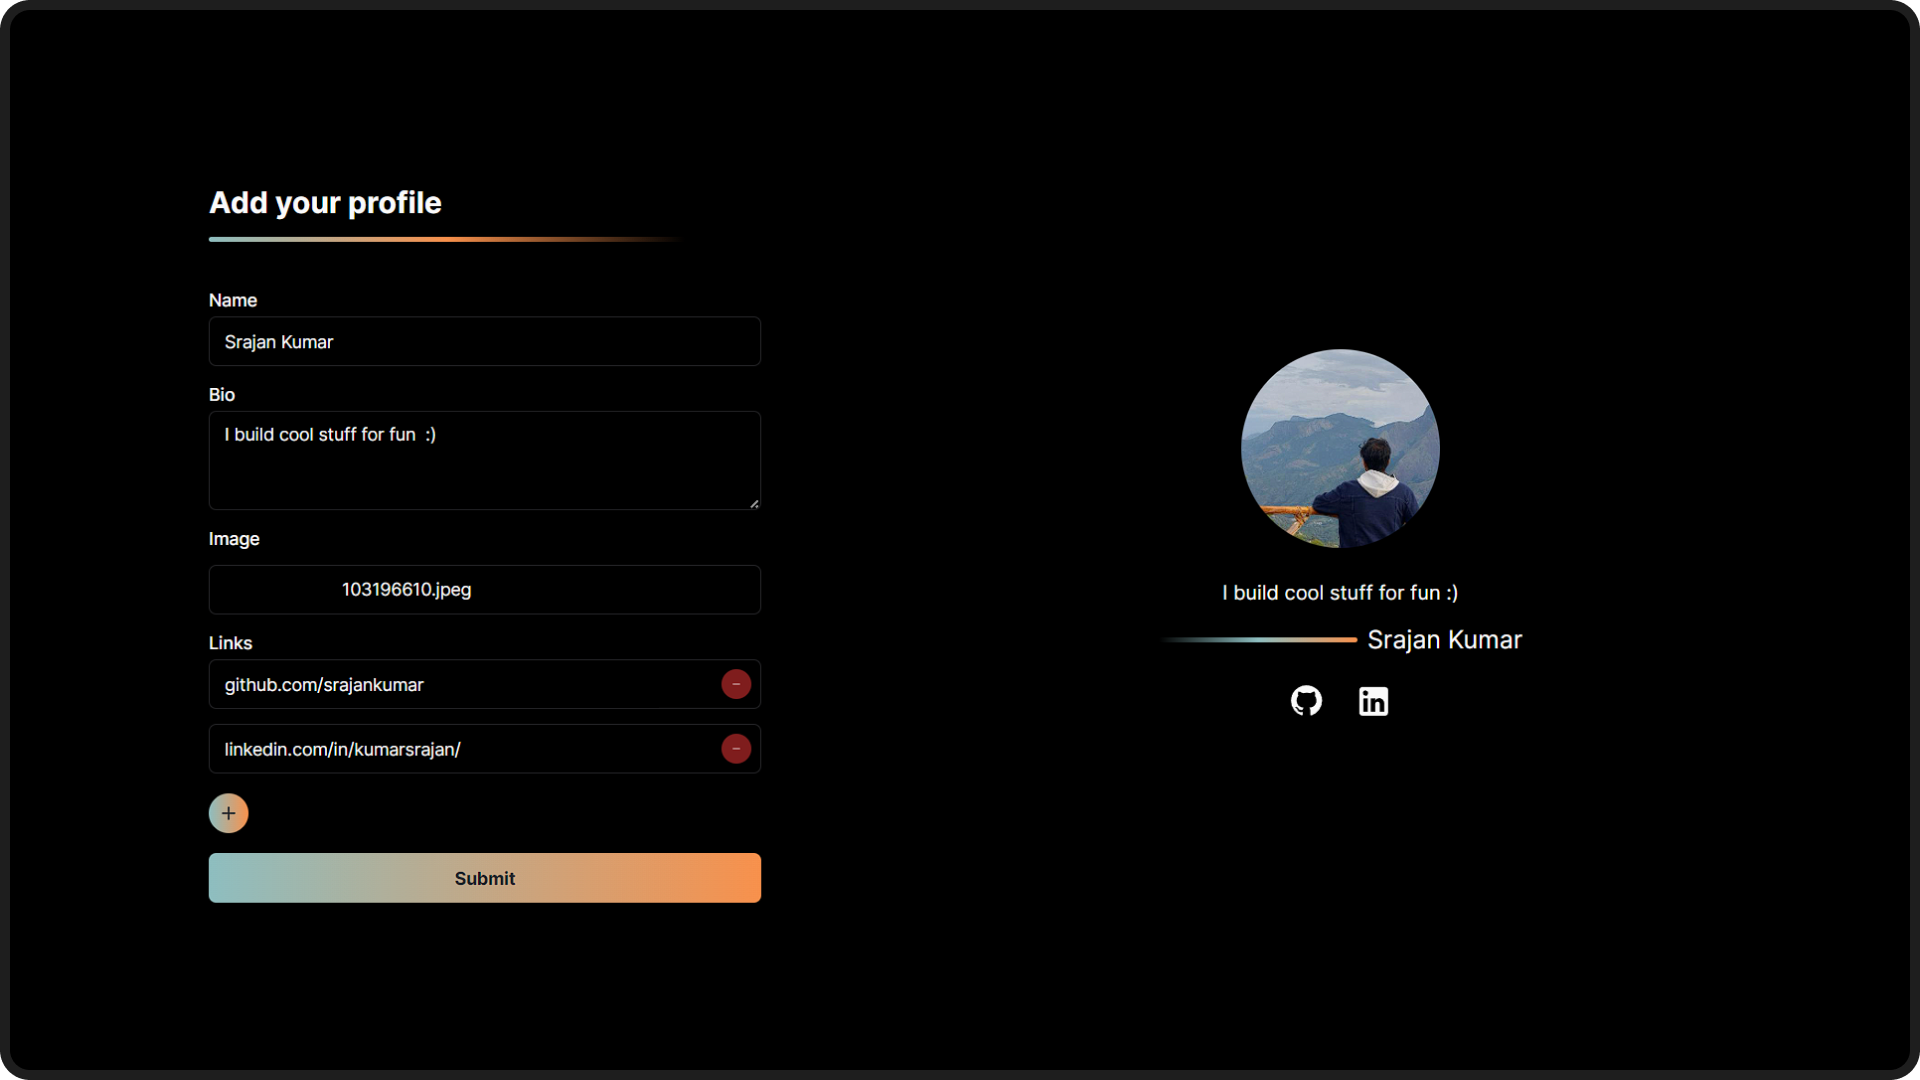 Add your profile
Name
Srajan Kumar
Bio
I build cool stuff for fun  :)
Image
103196610.jpeg
Links
github.com/srajankumar
linkedin.com/in/kumarsrajan/
+
Submit
I build cool stuff for fun :)
Srajan Kumar
in